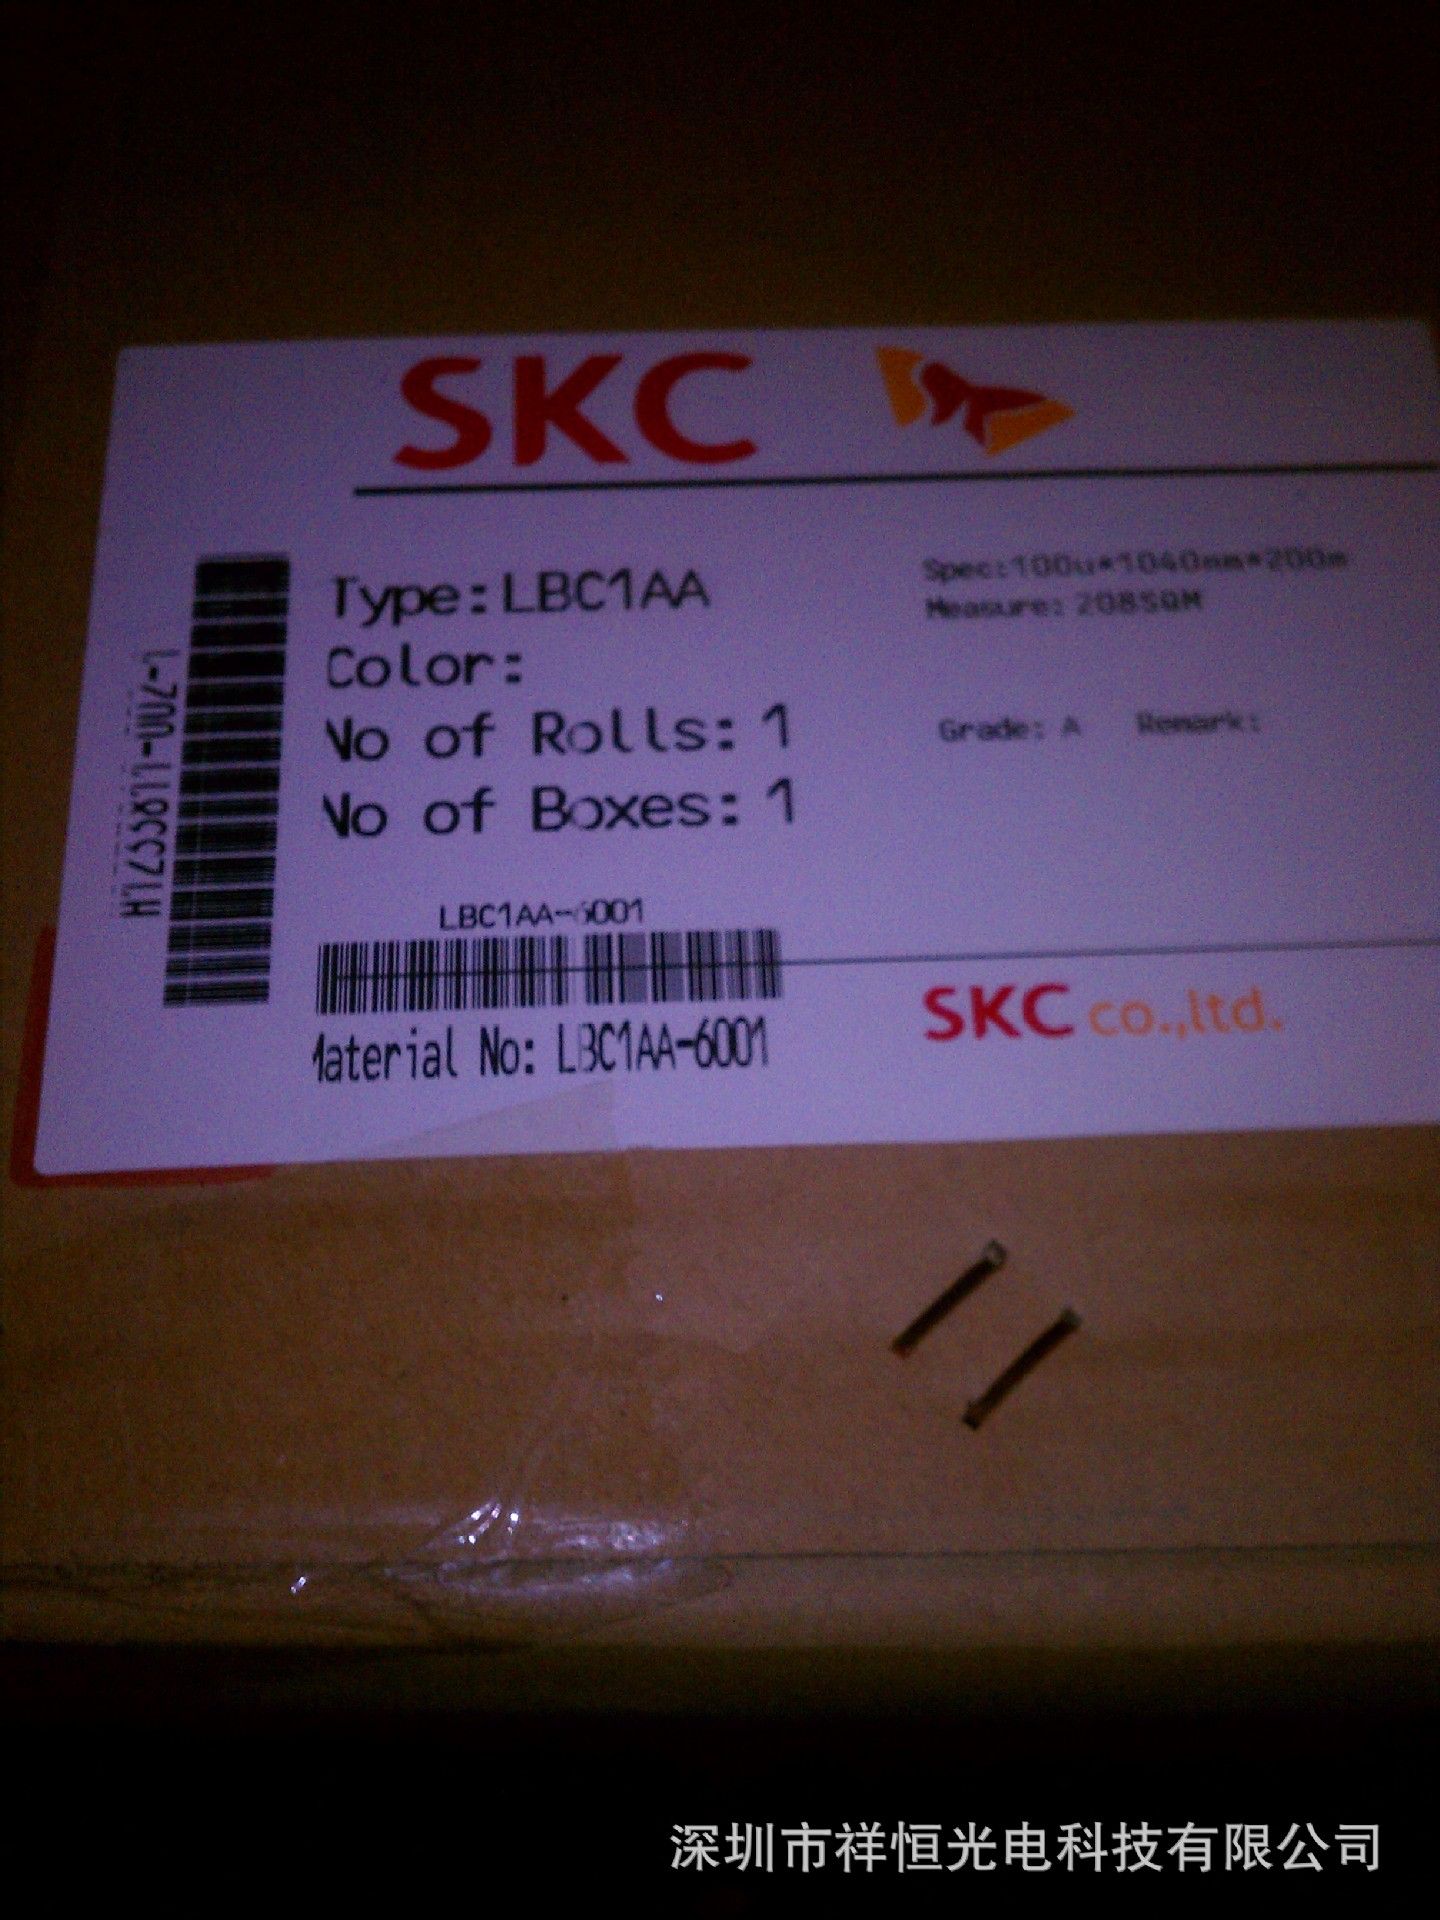 SKC
Type:LBC1AA
Spec:100u*1040mm*200m
Measure: 208SQM
Color:
No of Rolls: 1
Grade: A Remark:
No of Boxes: 1
LBC1AA-6001
Material No: LBC1AA-6001
SKC co.,ltd.
深圳市祥恒光电科技有限公司